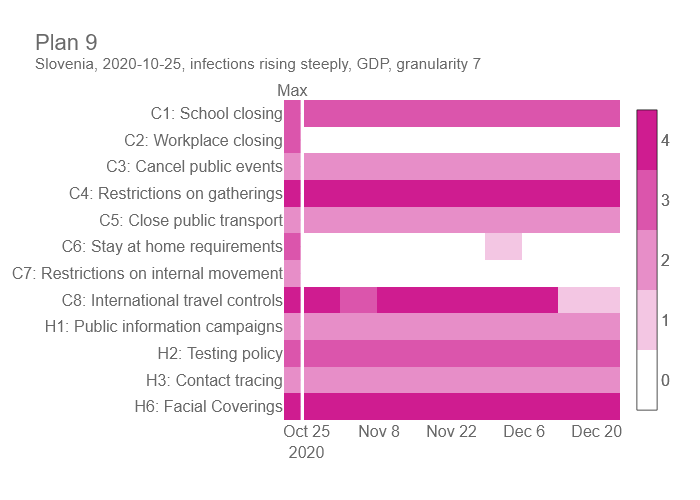 Plan 9
Slovenia, 2020-10-25, infections rising steeply, GDP, granularity 7
Max
C1: School closing
C2: Workplace closing
C3: Cancel public events
C4: Restrictions on gatherings
C5: Close public transport
C6: Stay at home requirements
C7: Restrictions on internal movement
C8: International travel controls
H1: Public information campaigns
H2: Testing policy
H3: Contact tracing
H6: Facial Coverings
Oct 25 Nov 8 Nov 22 Dec 6 Dec 20
2020
4
3
2
1
0